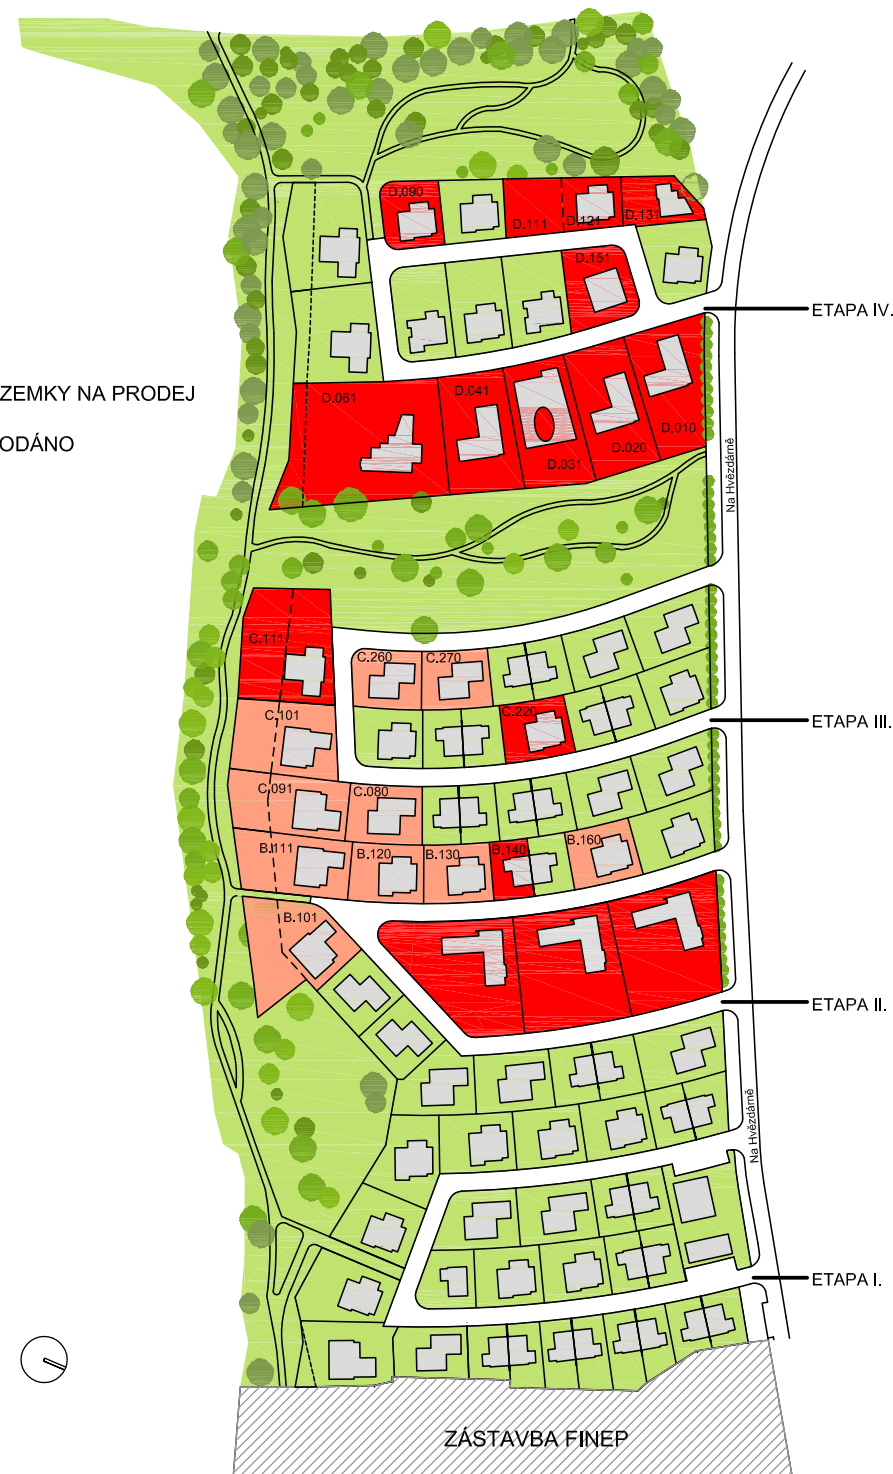 D.090
D.111
D.121
D.131
D.151
ETAPA IV.
ZEMKY NA PRODEJ
D.061
D.041
D.010
ODÁNO
D.020
D.031
Na Hvězdárně
C.111
C.260
C.270
C.101
C.220
ETAPA III.
C.091
C.080
B.160
B.111
B.120
B.130
B.140
B.101
ETAPA II.
Na Hvězdárně
ETAPA I.
ZÁSTAVBA FINEP